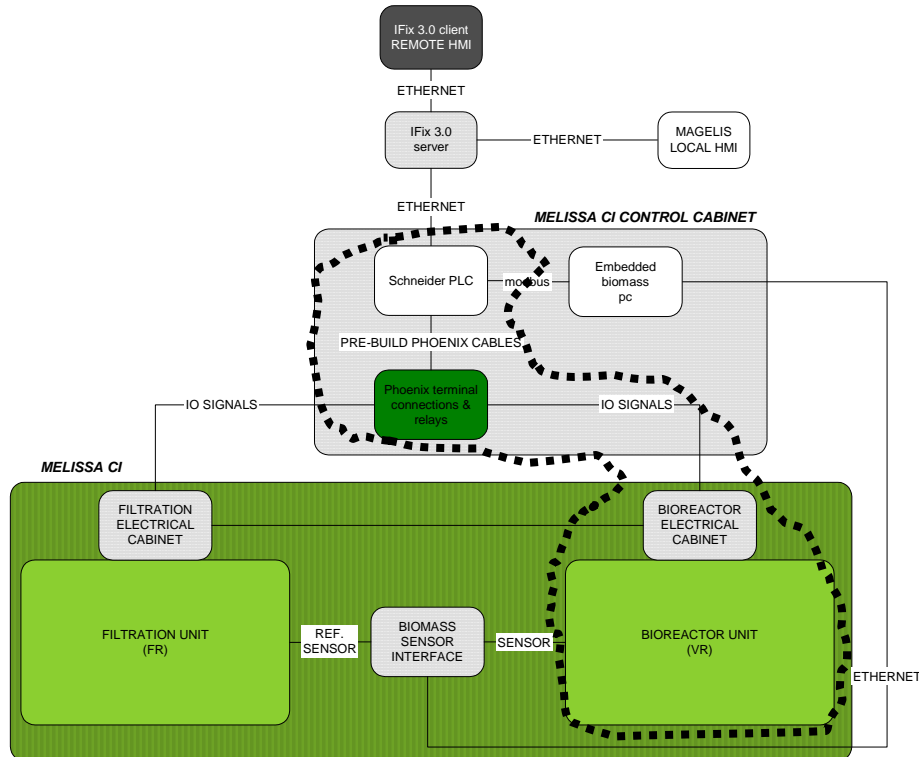 IFix 3.0 client
REMOTE HMI
ETHERNET
IFix 3.0
server
ETHERNET
MAGELIS
LOCAL HMI
ETHERNET
MELISSA CI CONTROL CABINET
Schneider PLC
modbus
Embedded
biomass
pc
PRE-BUILD PHOENIX CABLES
Phoenix terminal
connections &
relays
IO SIGNALS
IO SIGNALS
MELISSA CI
FILTRATION
ELECTRICAL
CABINET
BIOREACTOR
ELECTRICAL
CABINET
FILTRATION UNIT
(FR)
REF.
SENSOR
BIOMASS
SENSOR
INTERFACE
SENSOR
BIOREACTOR UNIT
(VR)
ETHERNET